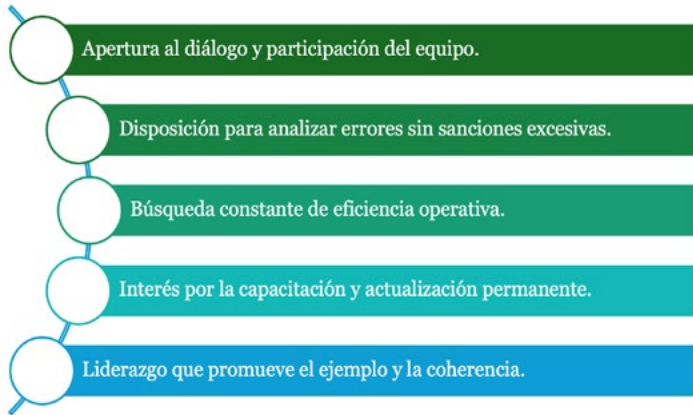 Apertura al diálogo y participación del equipo.
Disposición para analizar errores sin sanciones excesivas.
Búsqueda constante de eficiencia operativa.
Interés por la capacitación y actualización permanente.
Liderazgo que promueve el ejemplo y la coherencia.